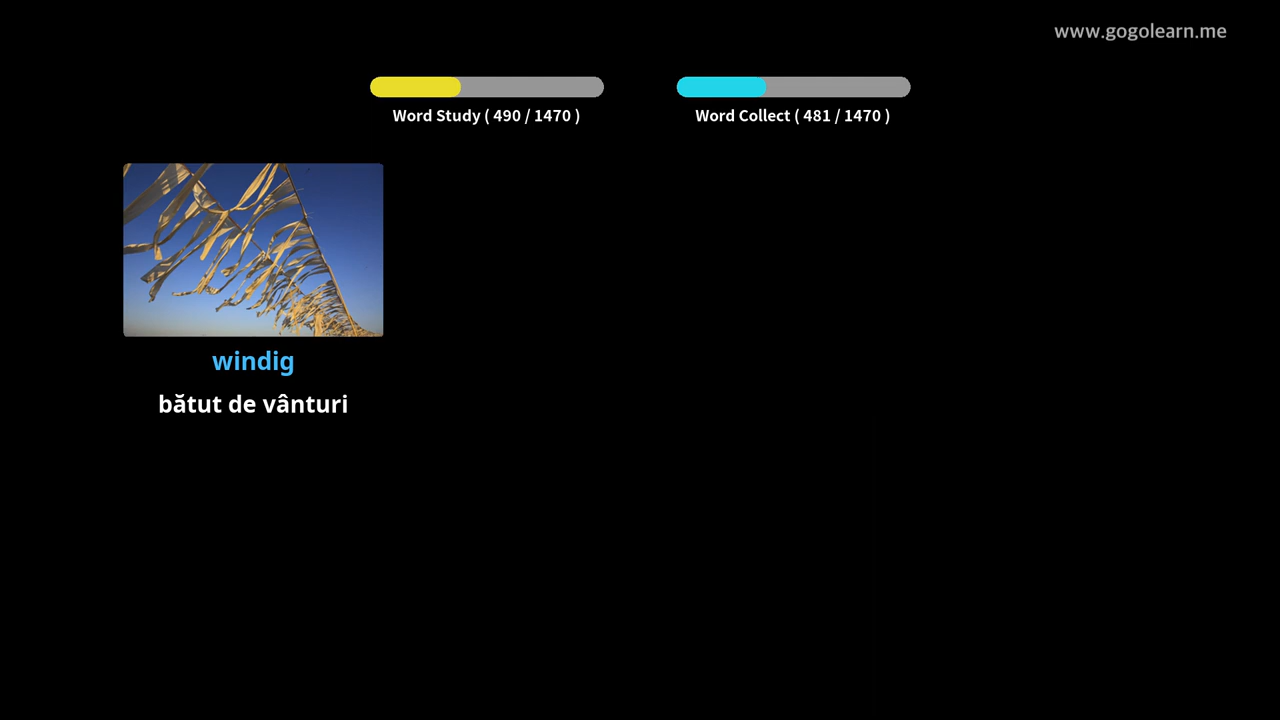 www.gogolearn.me
Word Study ( 490 / 1470 )
Word Collect ( 481 / 1470 )
windig
bătut de vânturi